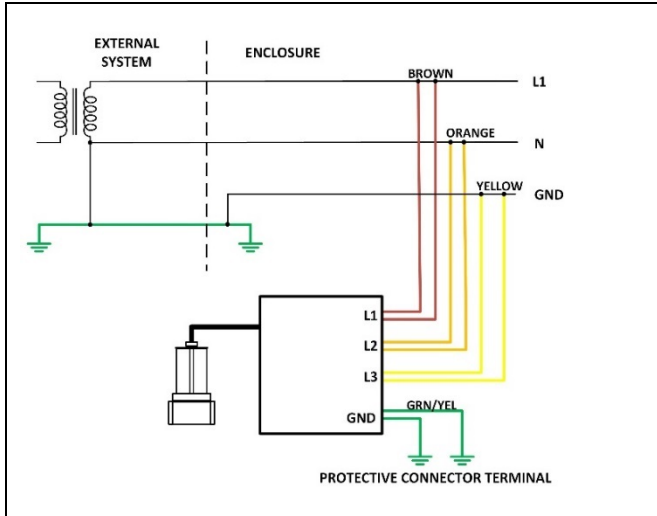 EXTERNAL
SYSTEM
ENCLOSURE
BROWN
L1
ORANGE
N
YELLOW
GND
L1
L2
L3
GRN/YEL
GND
PROTECTIVE CONNECTOR TERMINAL